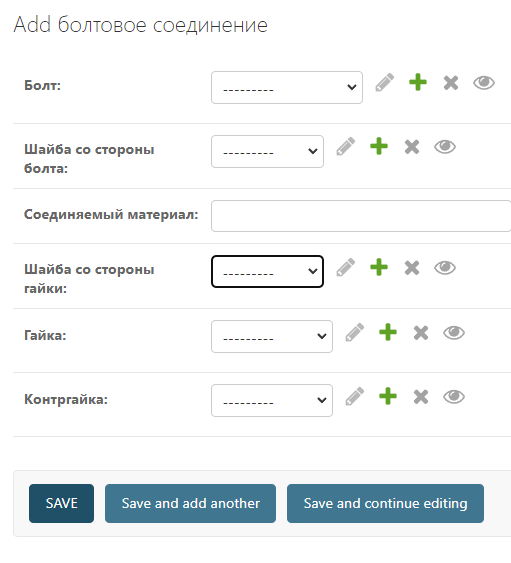 Add болтовое соединение
Болт:
---------
Шайба со стороны
болта:
---------
Соединяемый материал:
Шайба со стороны
гайки:
---------
Гайка:
---------
Контргайка:
---------
SAVE
Save and add another
Save and continue editing